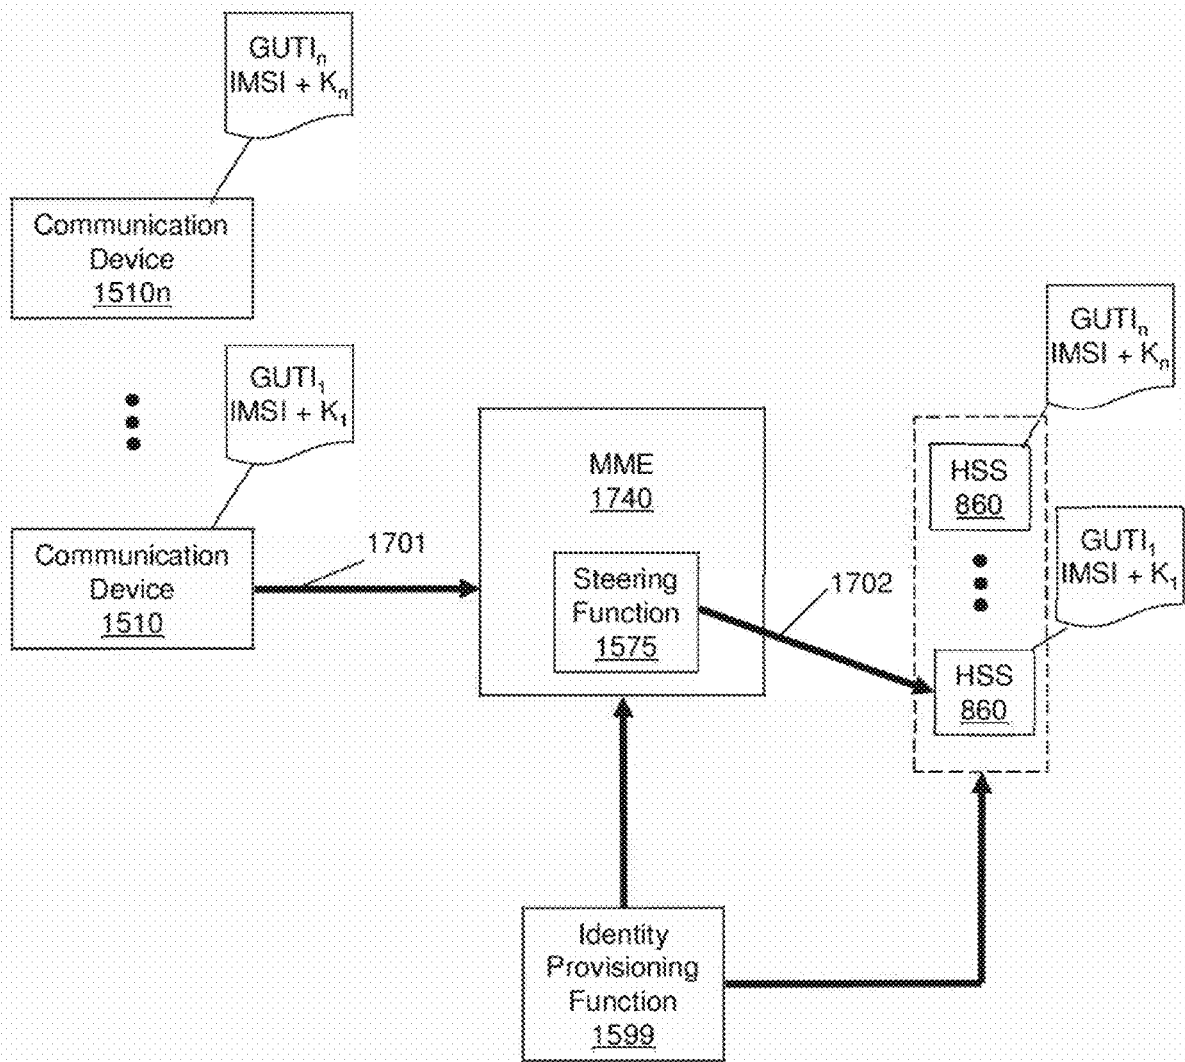 GUTIn
IMSI + Kn
Communication
Device
1510n
GUTI1
IMSI + K1
Communication
Device
1510
1701
MME
1740
Steering
Function
1575
1702
GUTIn
IMSI + Kn
HSS
860
GUTI1
IMSI + K1
HSS
860
Identity
Provisioning
Function
1599